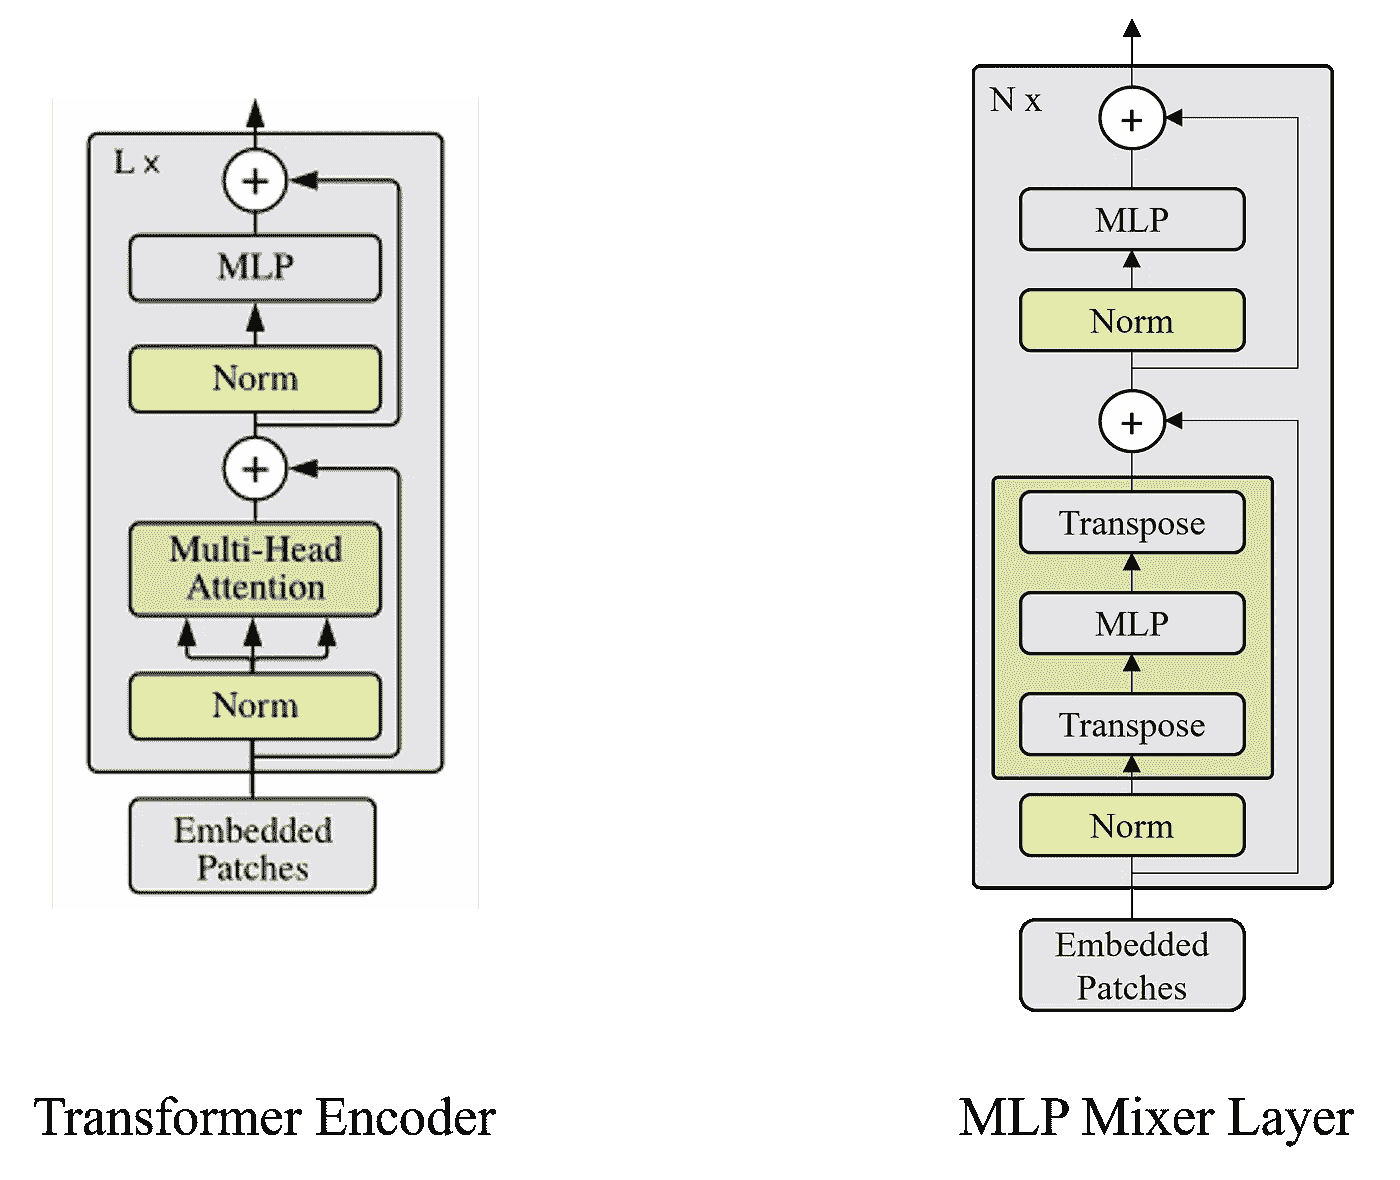 L x
+
MLP
Norm
+
Multi-Head
Attention
Norm
Embedded
Patches
Transformer Encoder
N x
+
MLP
Norm
+
Transpose
MLP
Transpose
Norm
Embedded
Patches
MLP Mixer Layer